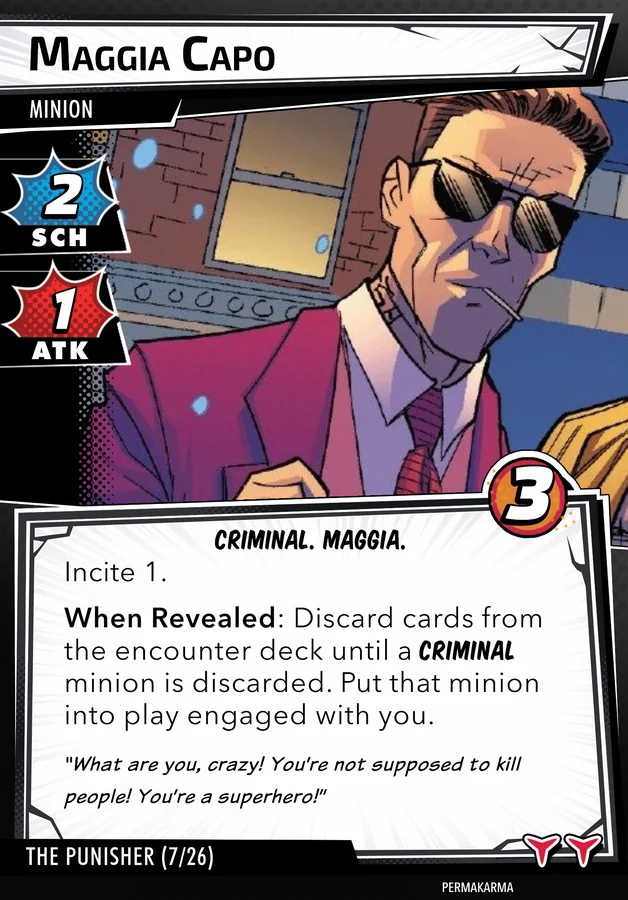 MAGGIA CAPO
MINION
2
SCH
1
ATK
3
CRIMINAL. MAGGIA.
Incite 1.
When Revealed: Discard cards from
the encounter deck until a CRIMINAL
minion is discarded. Put that minion
into play engaged with you.
"What are you, crazy! You're not supposed to kill
people! You're a superhero!"
THE PUNISHER (7/26)
PERMAKARMA